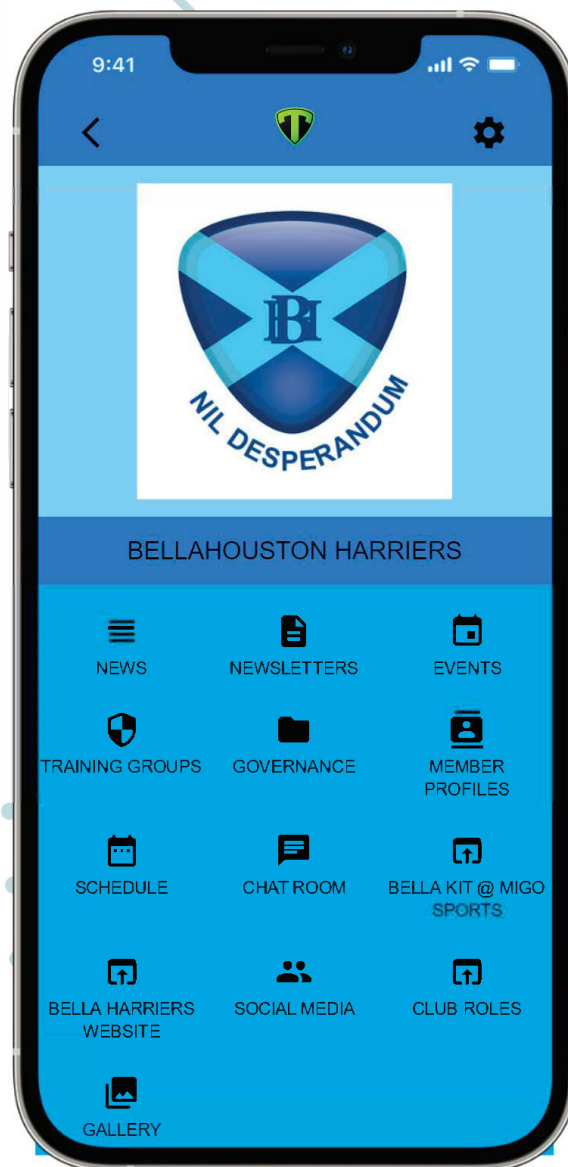 9:41
T
BH
NIL DESPERANDUM
BELLAHOUSTON HARRIERS
NEWS NEWSLETTERS EVENTS
TRAINING GROUPS GOVERNANCE MEMBER
PROFILES
SCHEDULE CHAT ROOM BELLA KIT @ MIGO
SPORTS
BELLA HARRIERS SOCIAL MEDIA CLUB ROLES
WEBSITE
GALLERY